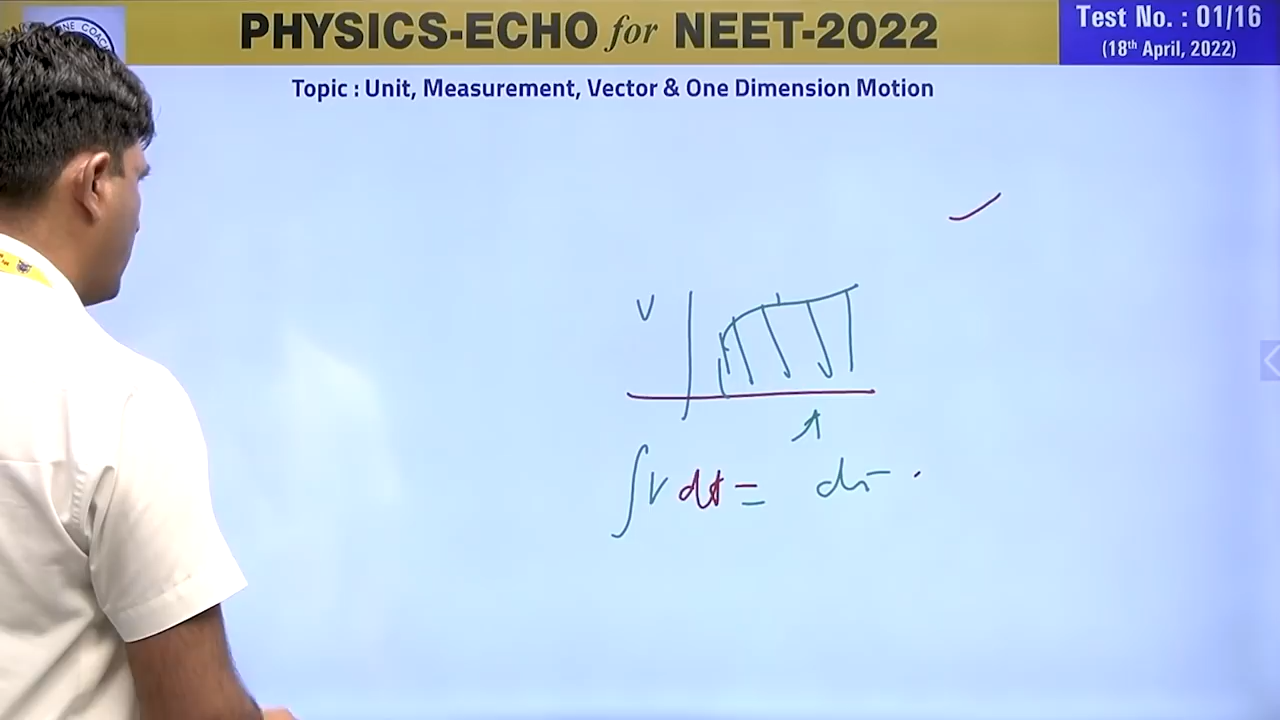 PHYSICS-ECHO for NEET-2022
Test No. : 01/16
(18th April, 2022)
Topic : Unit, Measurement, Vector & One Dimension Motion
V
∫V dt =